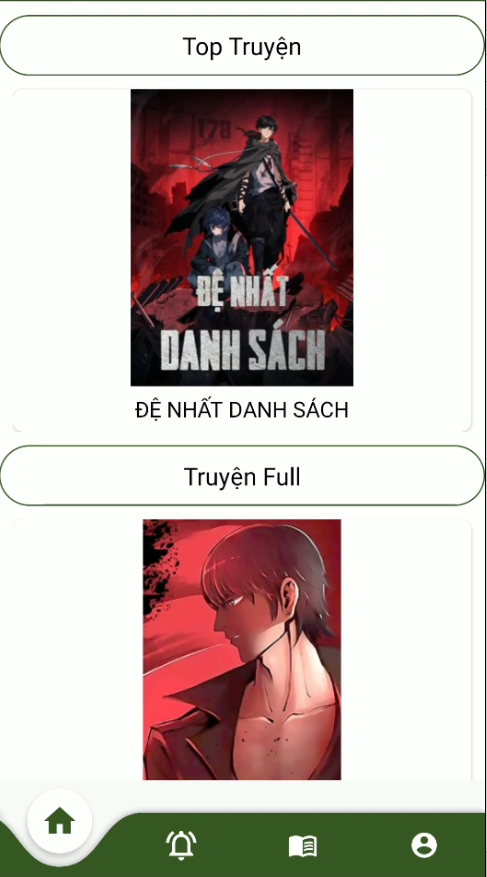 Top Truyện
178
ĐỆ NHẤT
DANH SÁCH
ĐỆ NHẤT DANH SÁCH
Truyện Full